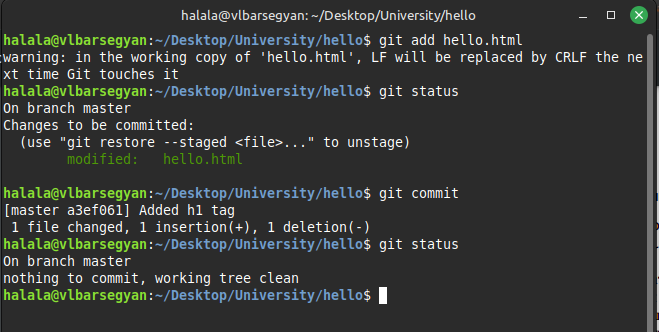 halala@vlbarsegyan: ~/Desktop/University/hello
halala@vlbarsegyan:~/Desktop/University/hello$ git add hello.html
warning: in the working copy of 'hello.html', LF will be replaced by CRLF the ne
xt time Git touches it
halala@vlbarsegyan:~/Desktop/University/hello$ git status
On branch master
Changes to be committed:
  (use "git restore --staged <file>..." to unstage)
        modified:   hello.html

halala@vlbarsegyan:~/Desktop/University/hello$ git commit
[master a3ef061] Added h1 tag
 1 file changed, 1 insertion(+), 1 deletion(-)
halala@vlbarsegyan:~/Desktop/University/hello$ git status
On branch master
nothing to commit, working tree clean
halala@vlbarsegyan:~/Desktop/University/hello$